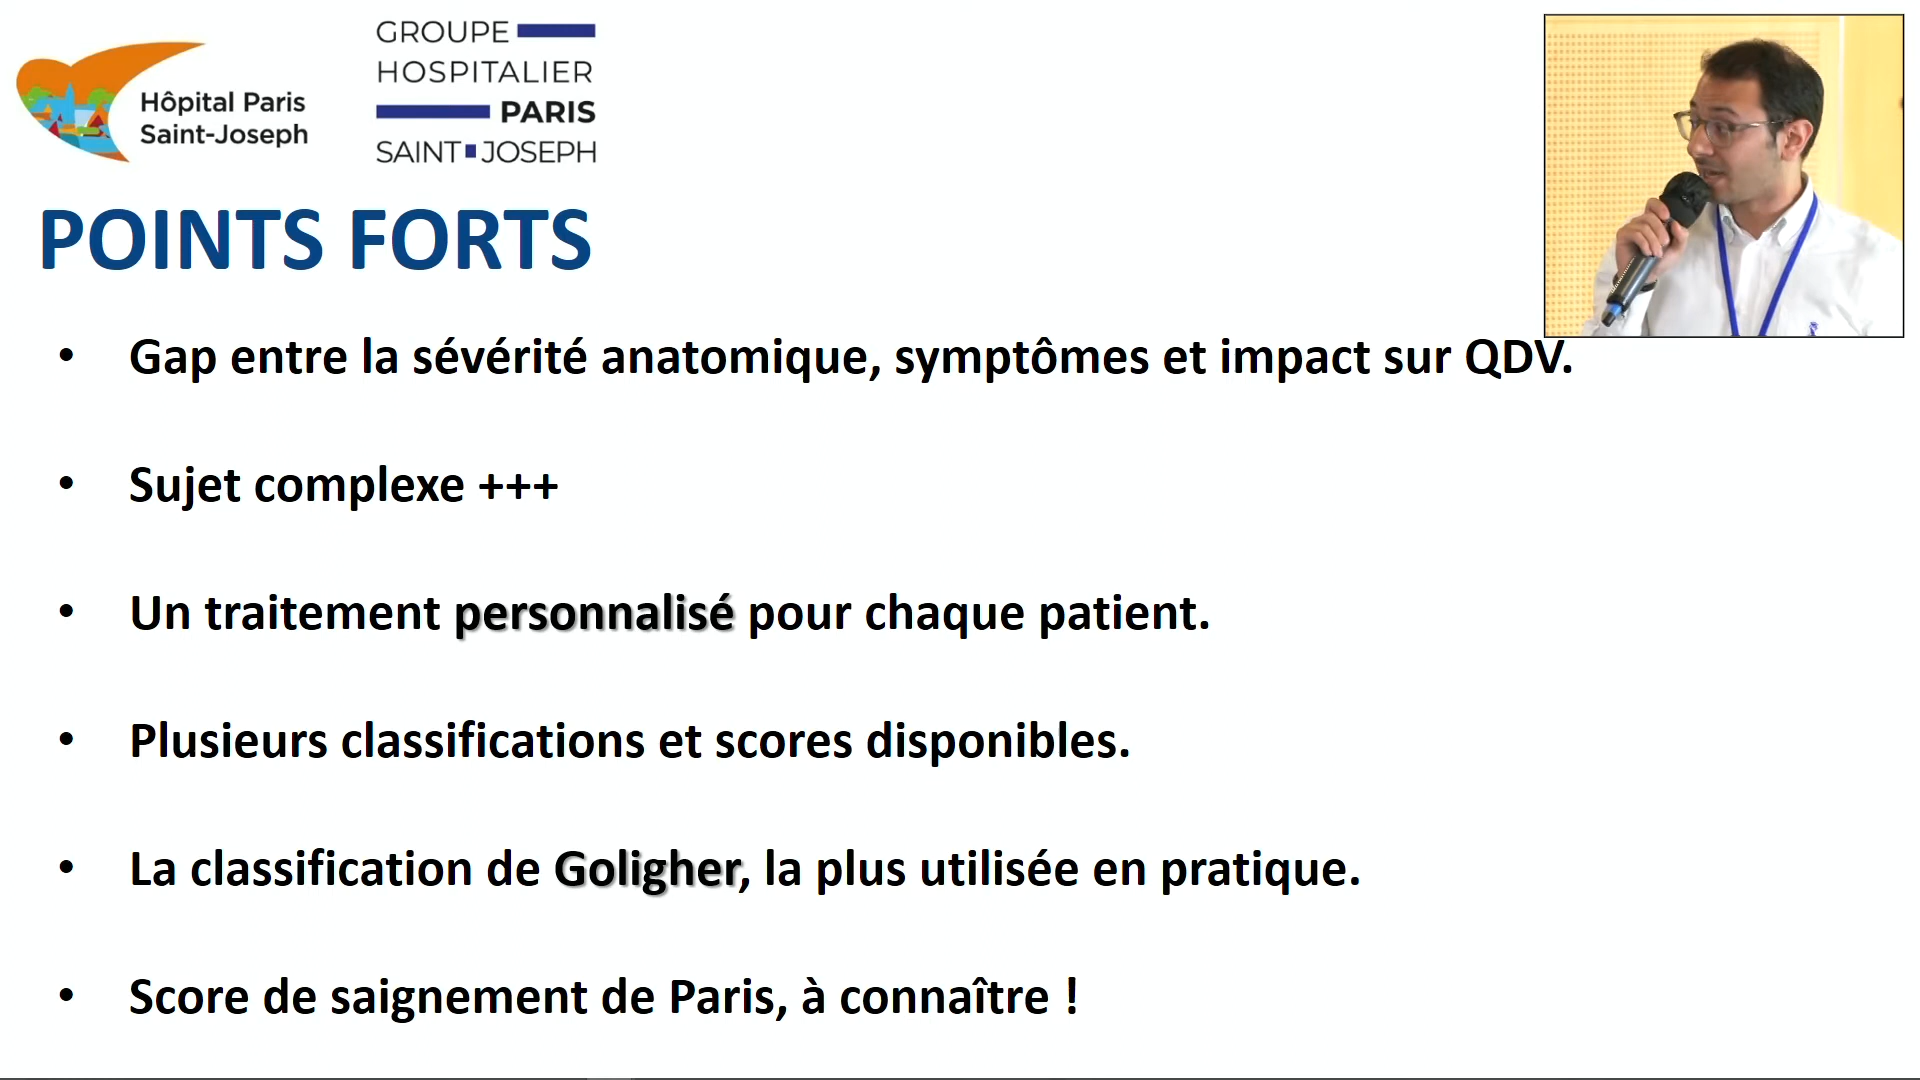 Hôpital Paris
Saint-Joseph
GROUPE
HOSPITALIER
PARIS
SAINT JOSEPH
POINTS FORTS
• Gap entre la sévérité anatomique, symptômes et impact sur QDV.
• Sujet complexe +++
• Un traitement personnalisé pour chaque patient.
• Plusieurs classifications et scores disponibles.
• La classification de Goligher, la plus utilisée en pratique.
• Score de saignement de Paris, à connaître !